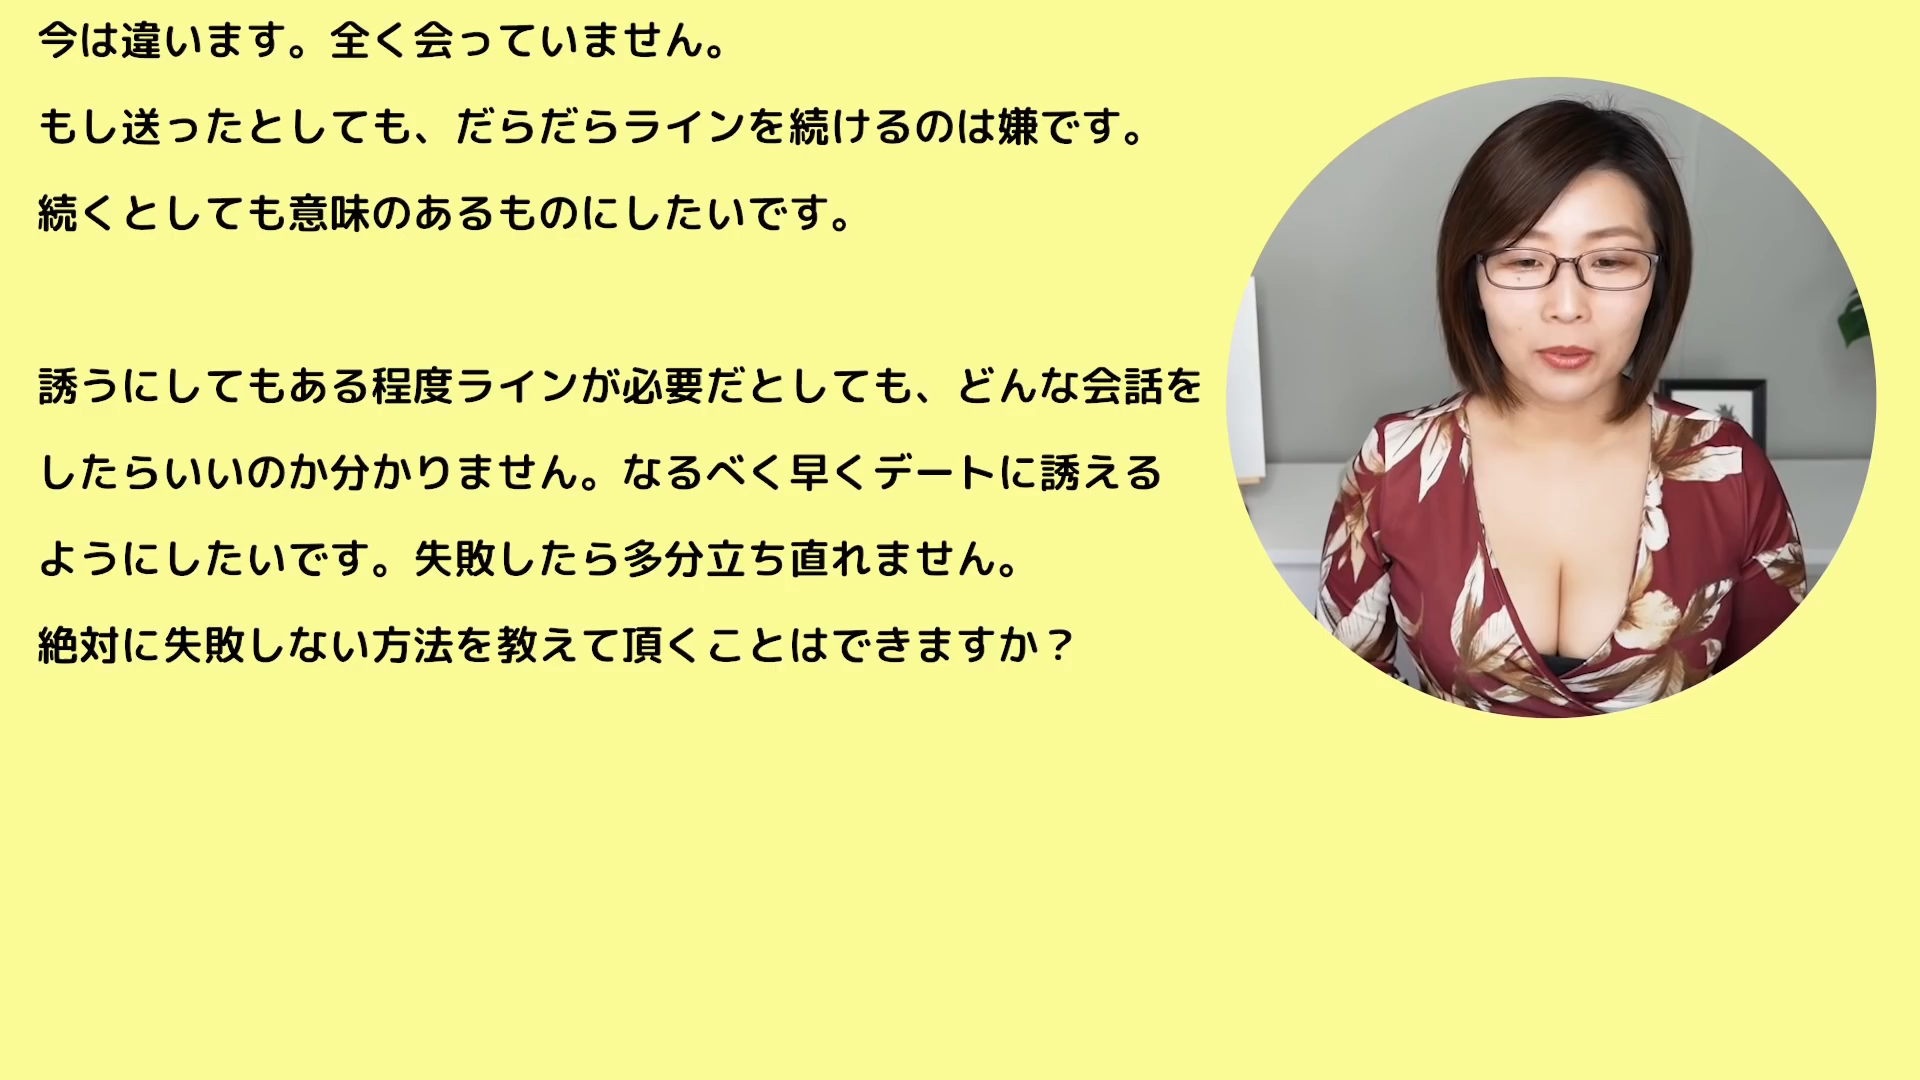 今は違います。全く会っていません。
もし送ったとしても、だらだらラインを続けるのは嫌です。
続くとしても意味のあるものにしたいです。
誘うにしてもある程度ラインが必要だとしても、どんな会話を
したらいいのか分かりません。なるべく早くデートに誘える
ようにしたいです。失敗したら多分立ち直れません。
絶対に失敗しない方法を教えて頂くことはできますか？